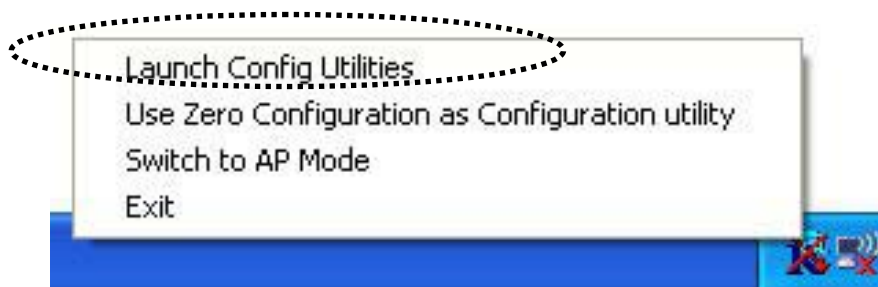 Launch Config Utilities
Use Zero Configuration as Configuration utility
Switch to AP Mode
Exit